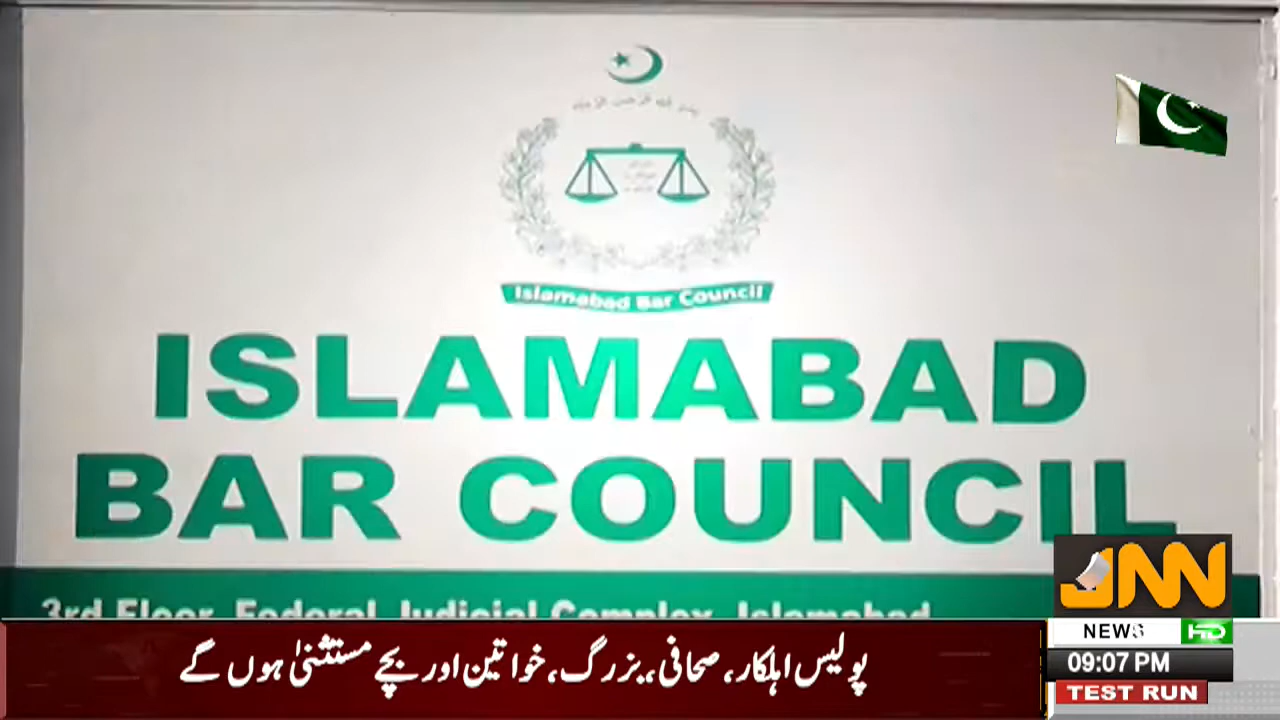 Islamabad Bar Council
ISLAMABAD
BAR COUNCIL
3rd Floor, Federal Judicial Complex, Islamabad
JNN
NEWS HD
09:07 PM
TEST RUN
پولیس اہلکار، صحافی، بزرگ، خواتین اور بچے مستثنیٰ ہوں گے